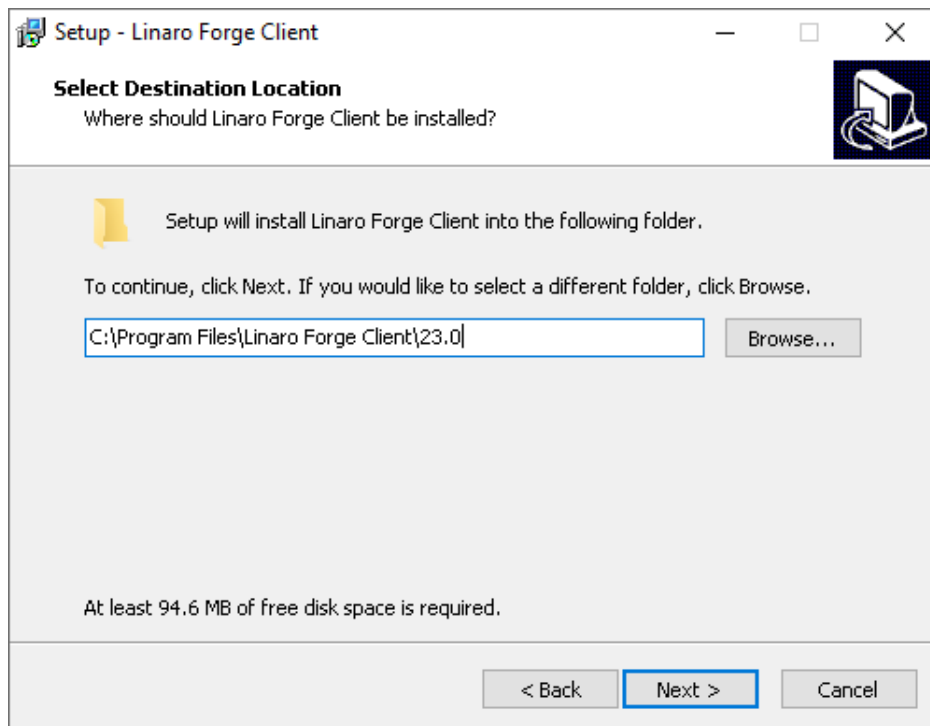 Setup - Linaro Forge Client
Select Destination Location
Where should Linaro Forge Client be installed?
Setup will install Linaro Forge Client into the following folder.
To continue, click Next. If you would like to select a different folder, click Browse.
C:\Program Files\Linaro Forge Client\23.0
Browse...
At least 94.6 MB of free disk space is required.
< Back
Next >
Cancel